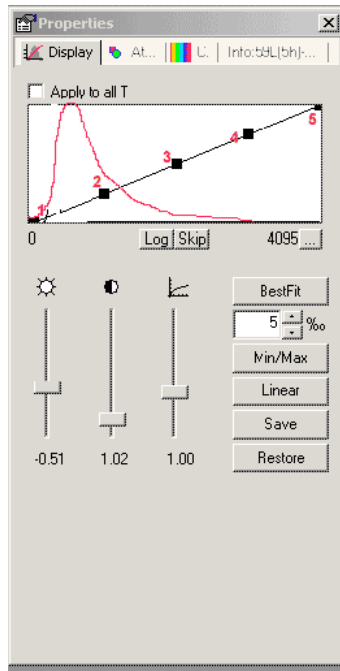 Properties
Display At... C. Info:59L[5h]-...
Apply to all T
1 2 3 4 5
0 Log Skip 4095 ...
BestFit
5 %o
Min/Max
Linear
Save
-0.51 1.02 1.00 Restore